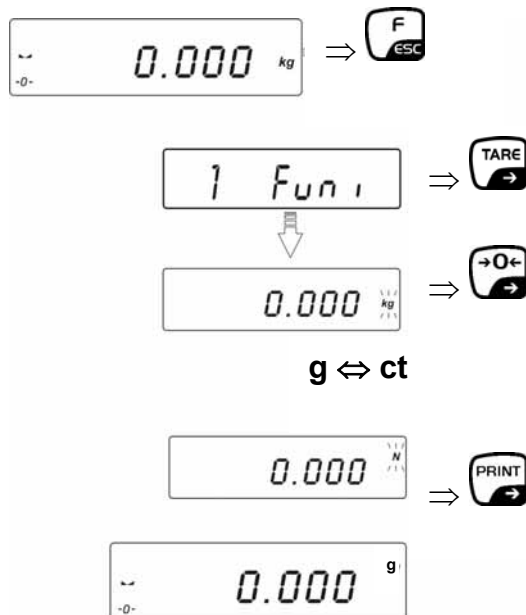 -0- 0.000 kg ⇒ F ESC
1 Funi ⇒ TARE
0.000 kg ⇒ →0←
g ⇔ ct
0.000 N ⇒ PRINT
-0- 0.000 g